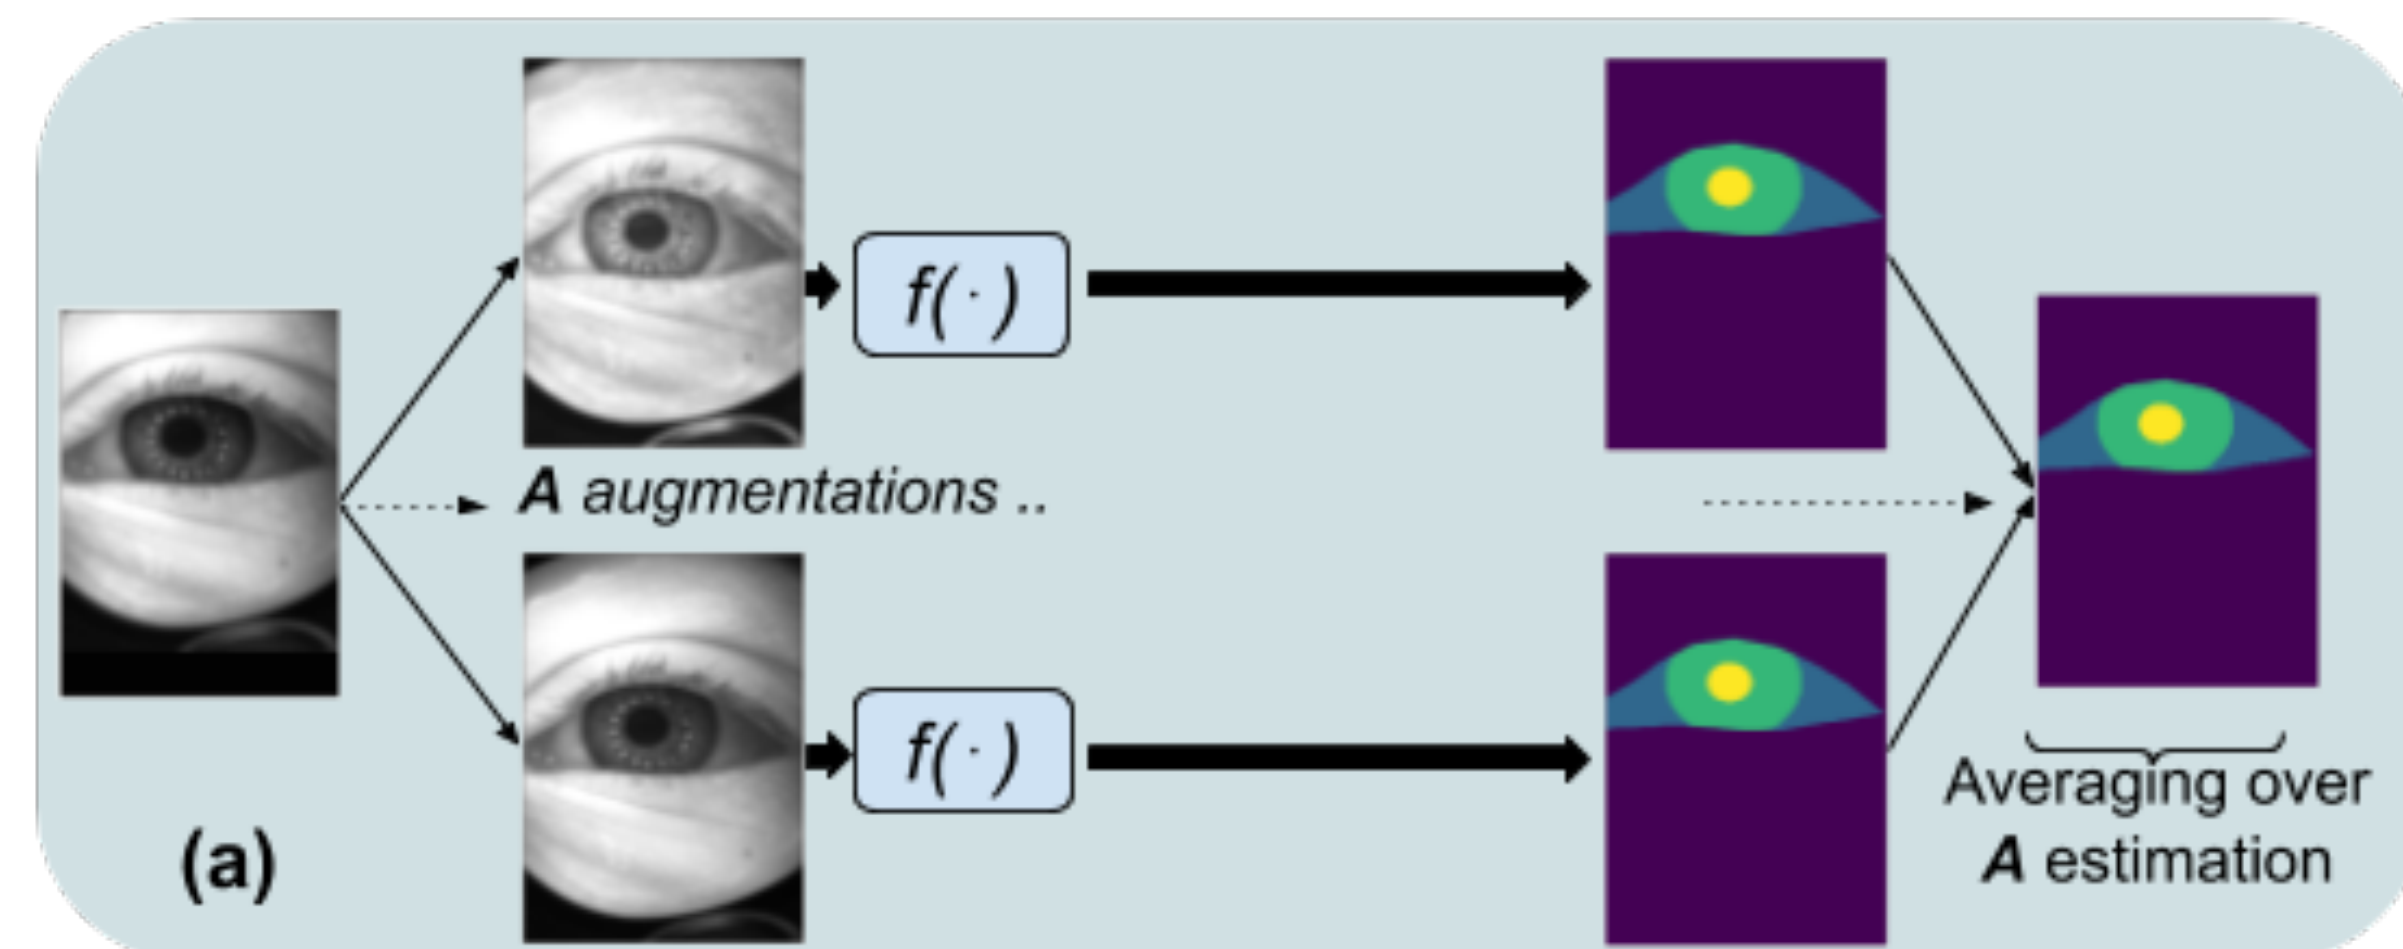 f(·)
A augmentations ..
f(·)
Averaging over
A estimation
(a)